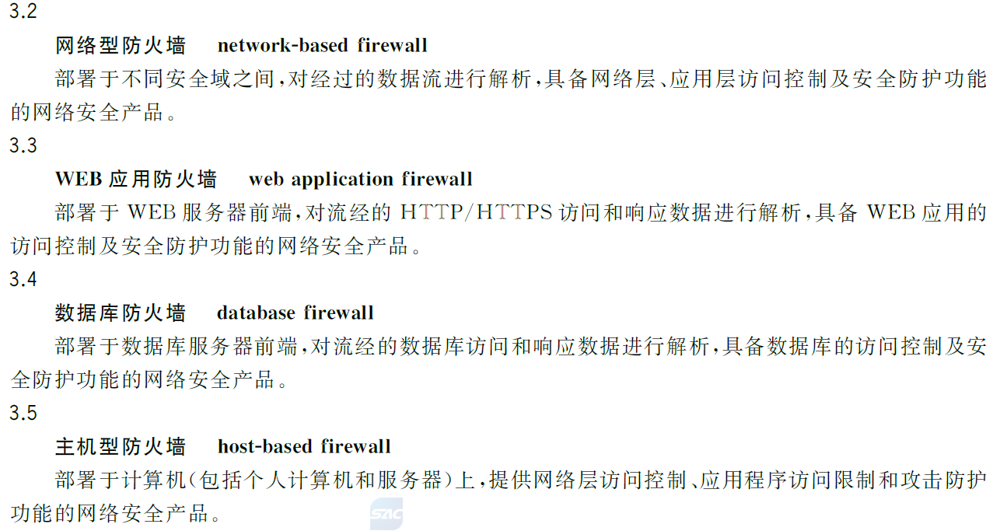 3.2
网络型防火墙 network-based firewall
部署于不同安全域之间,对经过的数据流进行解析,具备网络层、应用层访问控制及安全防护功能
的网络安全产品。
3.3
WEB 应用防火墙 web application firewall
部署于 WEB 服务器前端,对流经的 HTTP/HTTPS 访问和响应数据进行解析,具备 WEB 应用的
访问控制及安全防护功能的网络安全产品。
3.4
数据库防火墙 database firewall
部署于数据库服务器前端,对流经的数据库访问和响应数据进行解析,具备数据库的访问控制及安
全防护功能的网络安全产品。
3.5
主机型防火墙 host-based firewall
部署于计算机(包括个人计算机和服务器)上,提供网络层访问控制、应用程序访问限制和攻击防护
功能的网络安全产品。
SAC